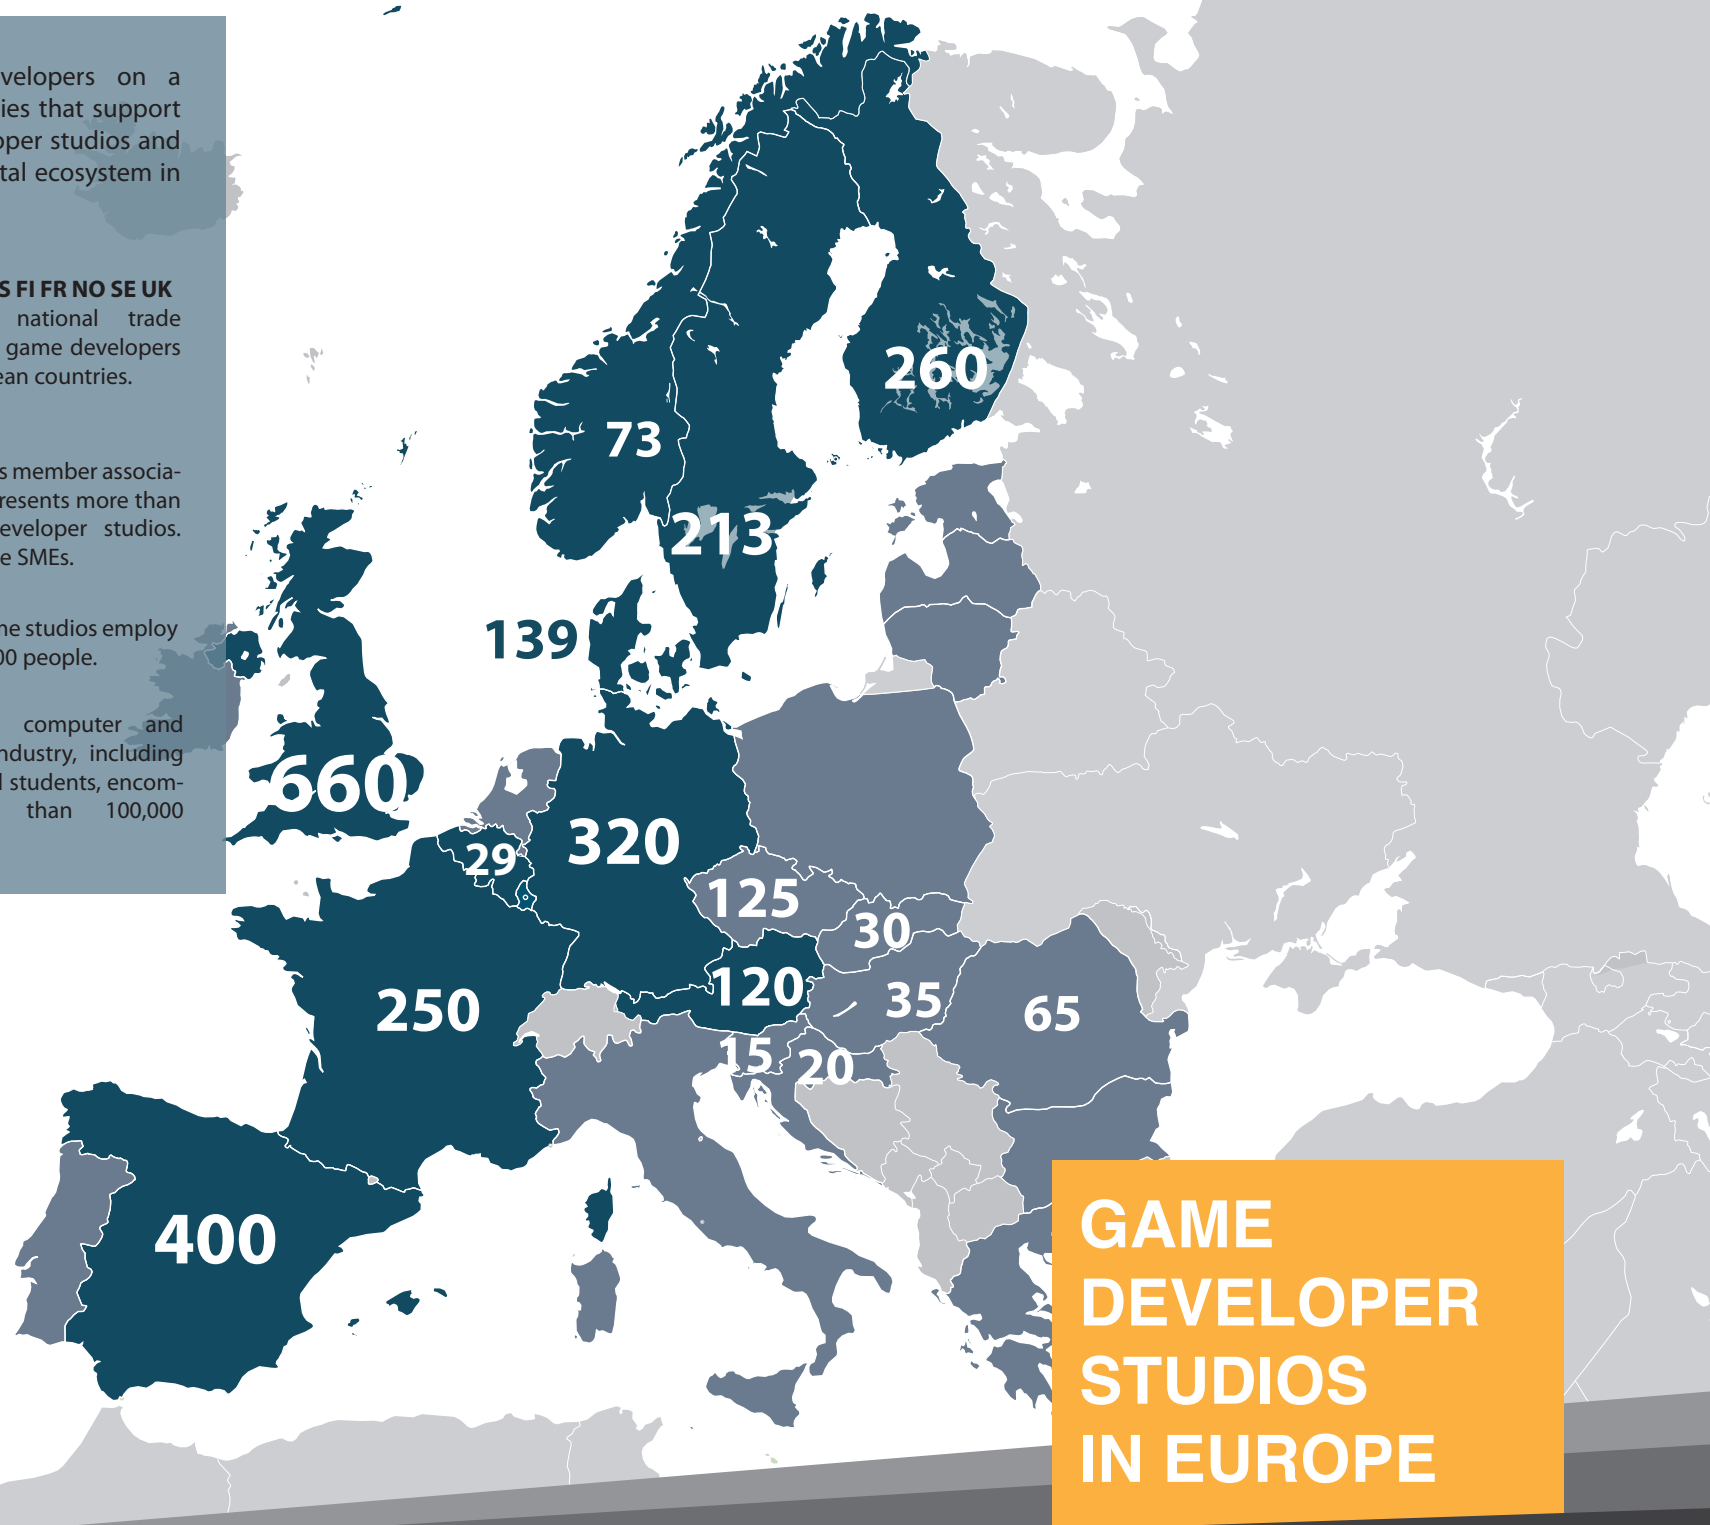 velopers on a
ies that support
oper studios and
tal ecosystem in
S FI FR NO SE UK
national trade
game developers
ean countries.
s member associa-
resents more than
eveloper studios.
e SMEs.
ne studios employ
00 people.
computer and
ndustry, including
l students, encom-
than 100,000
260
73
213
139
660
320
29
125
30
120
250
35
65
15
20
400
GAME
DEVELOPER
STUDIOS
IN EUROPE